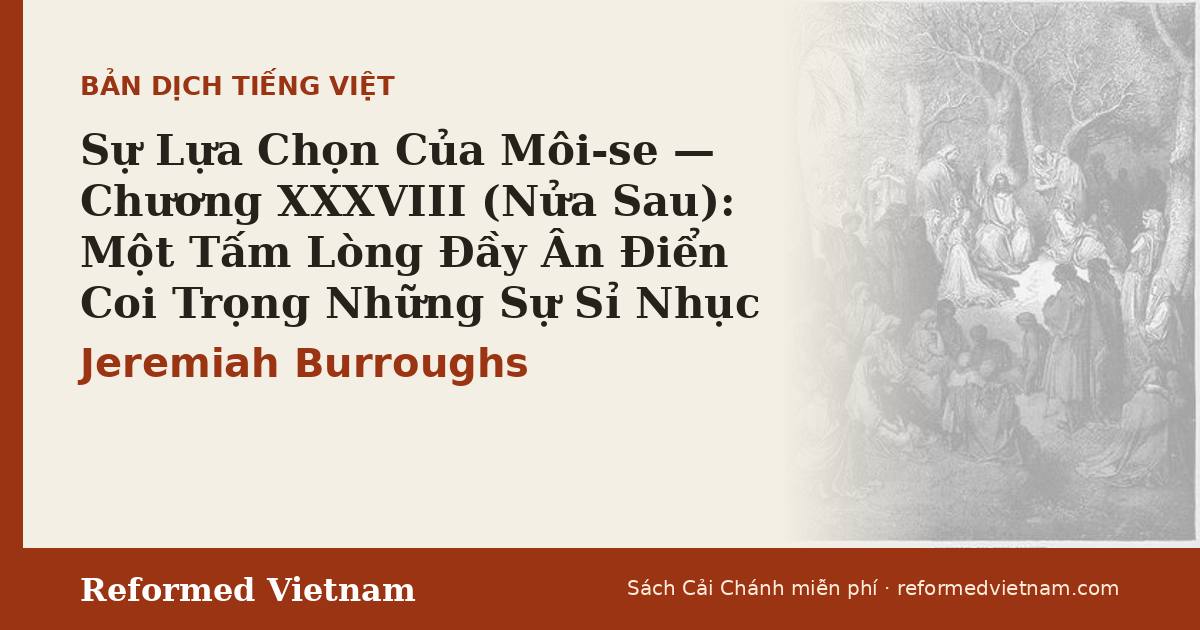 BẢN DỊCH TIẾNG VIỆT
Sự Lựa Chọn Của Môi-se —
Chương XXXVIII (Nửa Sau):
Một Tấm Lòng Đầy Ân Điển
Coi Trọng Những Sự Sỉ Nhục
Jeremiah Burroughs
Reformed Vietnam
Sách Cải Chánh miễn phí · reformedvietnam.com